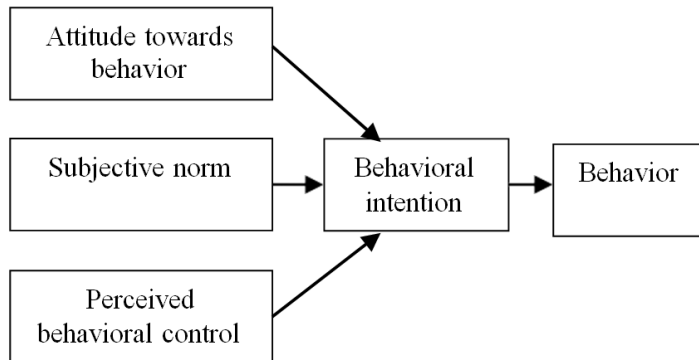 Attitude towards
behavior
Subjective norm
Behavioral
intention
Behavior
Perceived
behavioral control